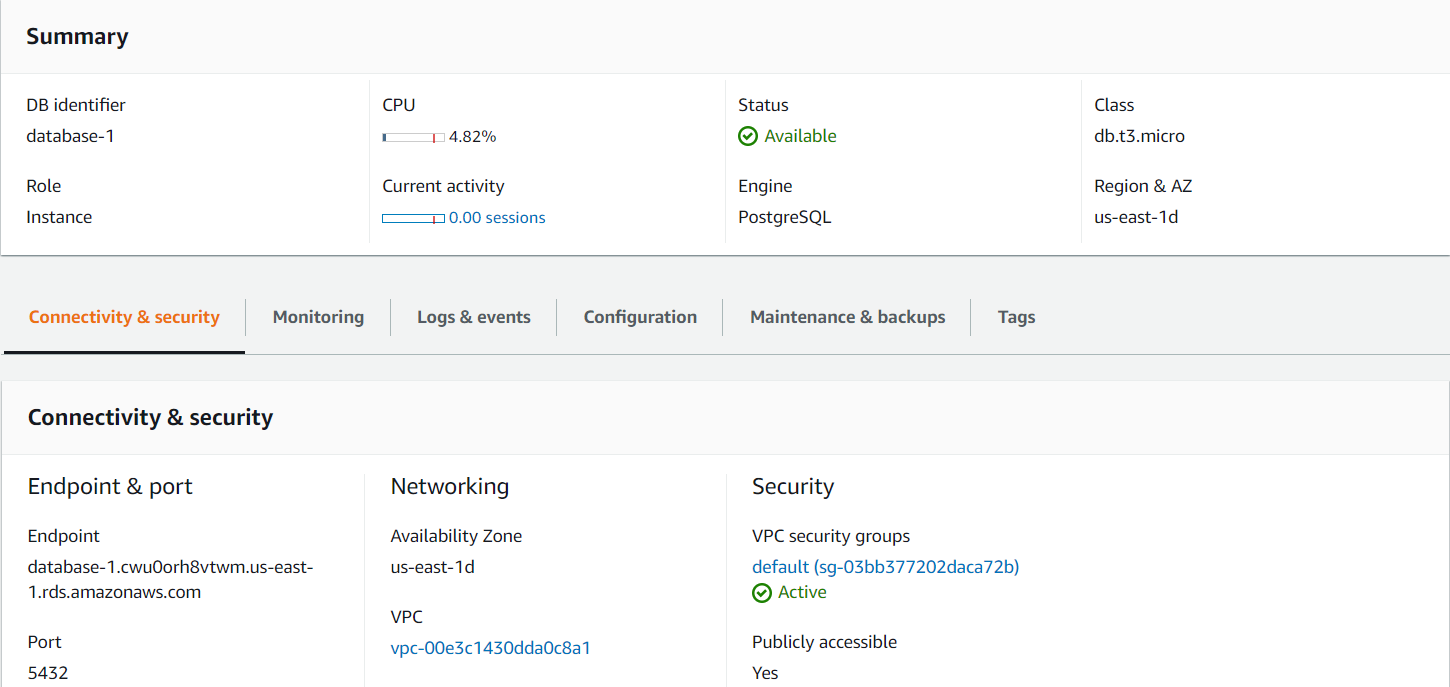 Summary
DB identifier
database-1
CPU
4.82%
Status
Available
Class
db.t3.micro
Role
Instance
Current activity
0.00 sessions
Engine
PostgreSQL
Region & AZ
us-east-1d
Connectivity & security
Monitoring
Logs & events
Configuration
Maintenance & backups
Tags
Connectivity & security
Endpoint & port
Endpoint
database-1.cwu0orh8vtwm.us-east-
1.rds.amazonaws.com
Port
5432
Networking
Availability Zone
us-east-1d
VPC
vpc-00e3c1430dda0c8a1
Security
VPC security groups
default (sg-03bb377202daca72b)
Active
Publicly accessible
Yes